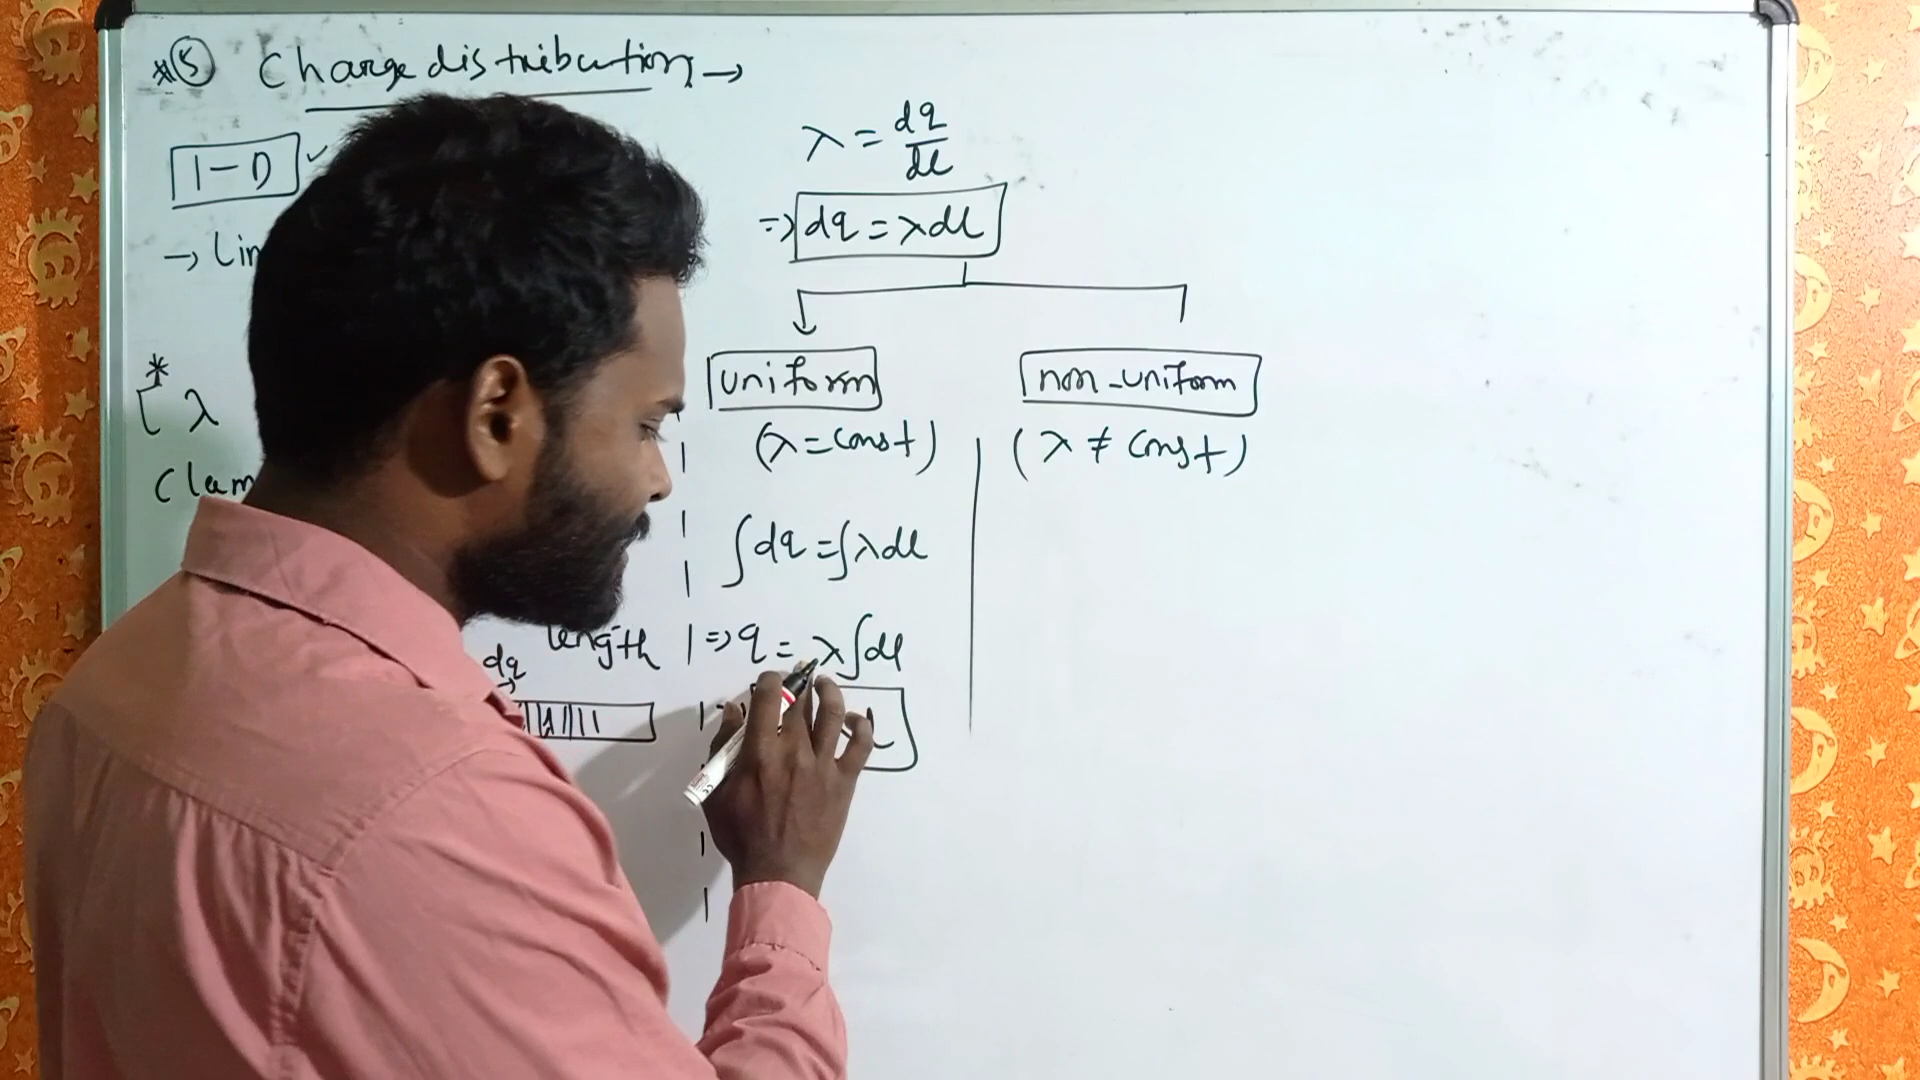 *⑤ Charge distribution →
1-D ✓
λ = dq/dl
⇒ dq = λdl
→ Lin
uniform
non-uniform
* [ λ
(λ = const)
(λ ≠ const)
∫dq = ∫λdl
length
⇒ q = λ∫dl
dq